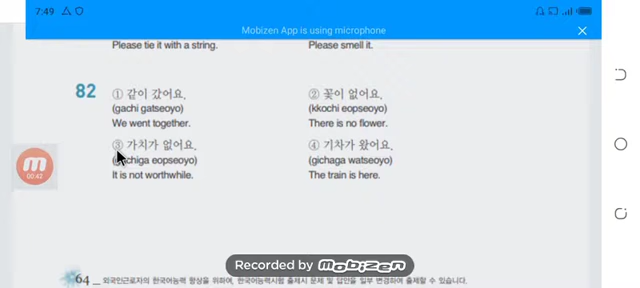 7:49
Mobizen App is using microphone
Please tie it with a string. Please smell it.
82 ① 같이 갔어요. ② 꽃이 없어요.
(gachi gatseoyo) (kkochi eopseoyo)
We went together. There is no flower.
③ 가치가 없어요. ④ 기차가 왔어요.
chiga eopseoyo) (gichaga watseoyo)
It is not worthwhile. The train is here.
00:42
Recorded by mobizen
64 _ 외국인근로자의 한국어능력 향상을 위하여, 한국어능력시험 출제시 문제 및 답안을 일부 변경하여 출제할 수 있습니다.